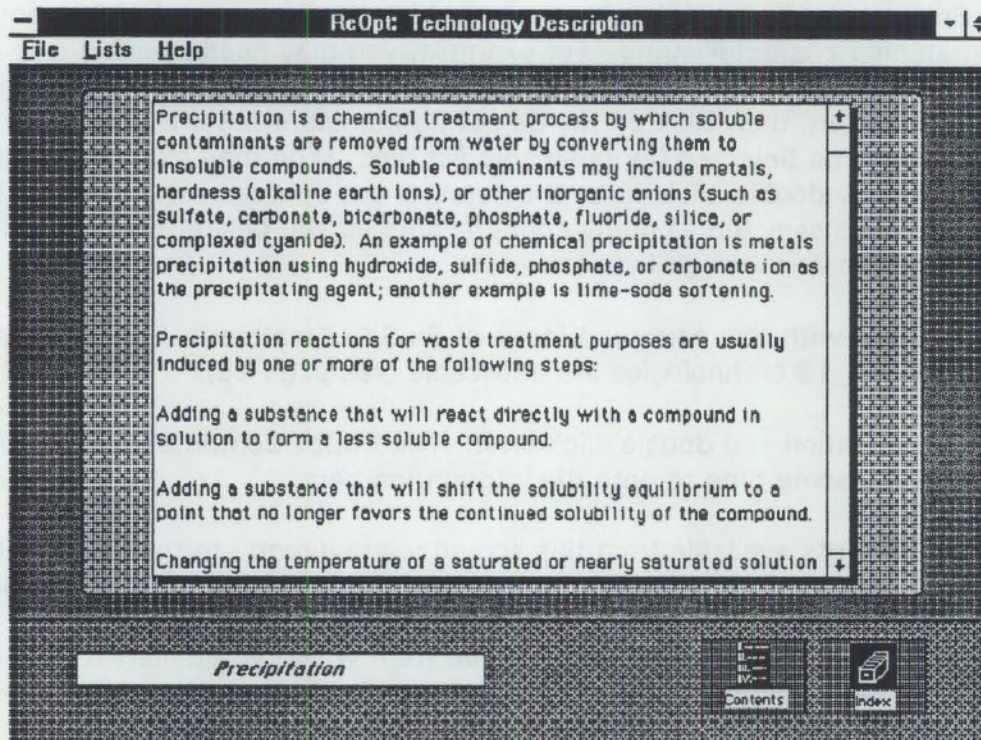 ReOpt: Technology Description
File Lists Help
Precipitation is a chemical treatment process by which soluble
contaminants are removed from water by converting them to
insoluble compounds. Soluble contaminants may include metals,
hardness (alkaline earth ions), or other inorganic anions (such as
sulfate, carbonate, bicarbonate, phosphate, fluoride, silica, or
complexed cyanide). An example of chemical precipitation is metals
precipitation using hydroxide, sulfide, phosphate, or carbonate ion as
the precipitating agent; another example is lime-soda softening.
Precipitation reactions for waste treatment purposes are usually
induced by one or more of the following steps:
Adding a substance that will react directly with a compound in
solution to form a less soluble compound.
Adding a substance that will shift the solubility equilibrium to a
point that no longer favors the continued solubility of the compound.
Changing the temperature of a saturated or nearly saturated solution
Precipitation
Contents
Index